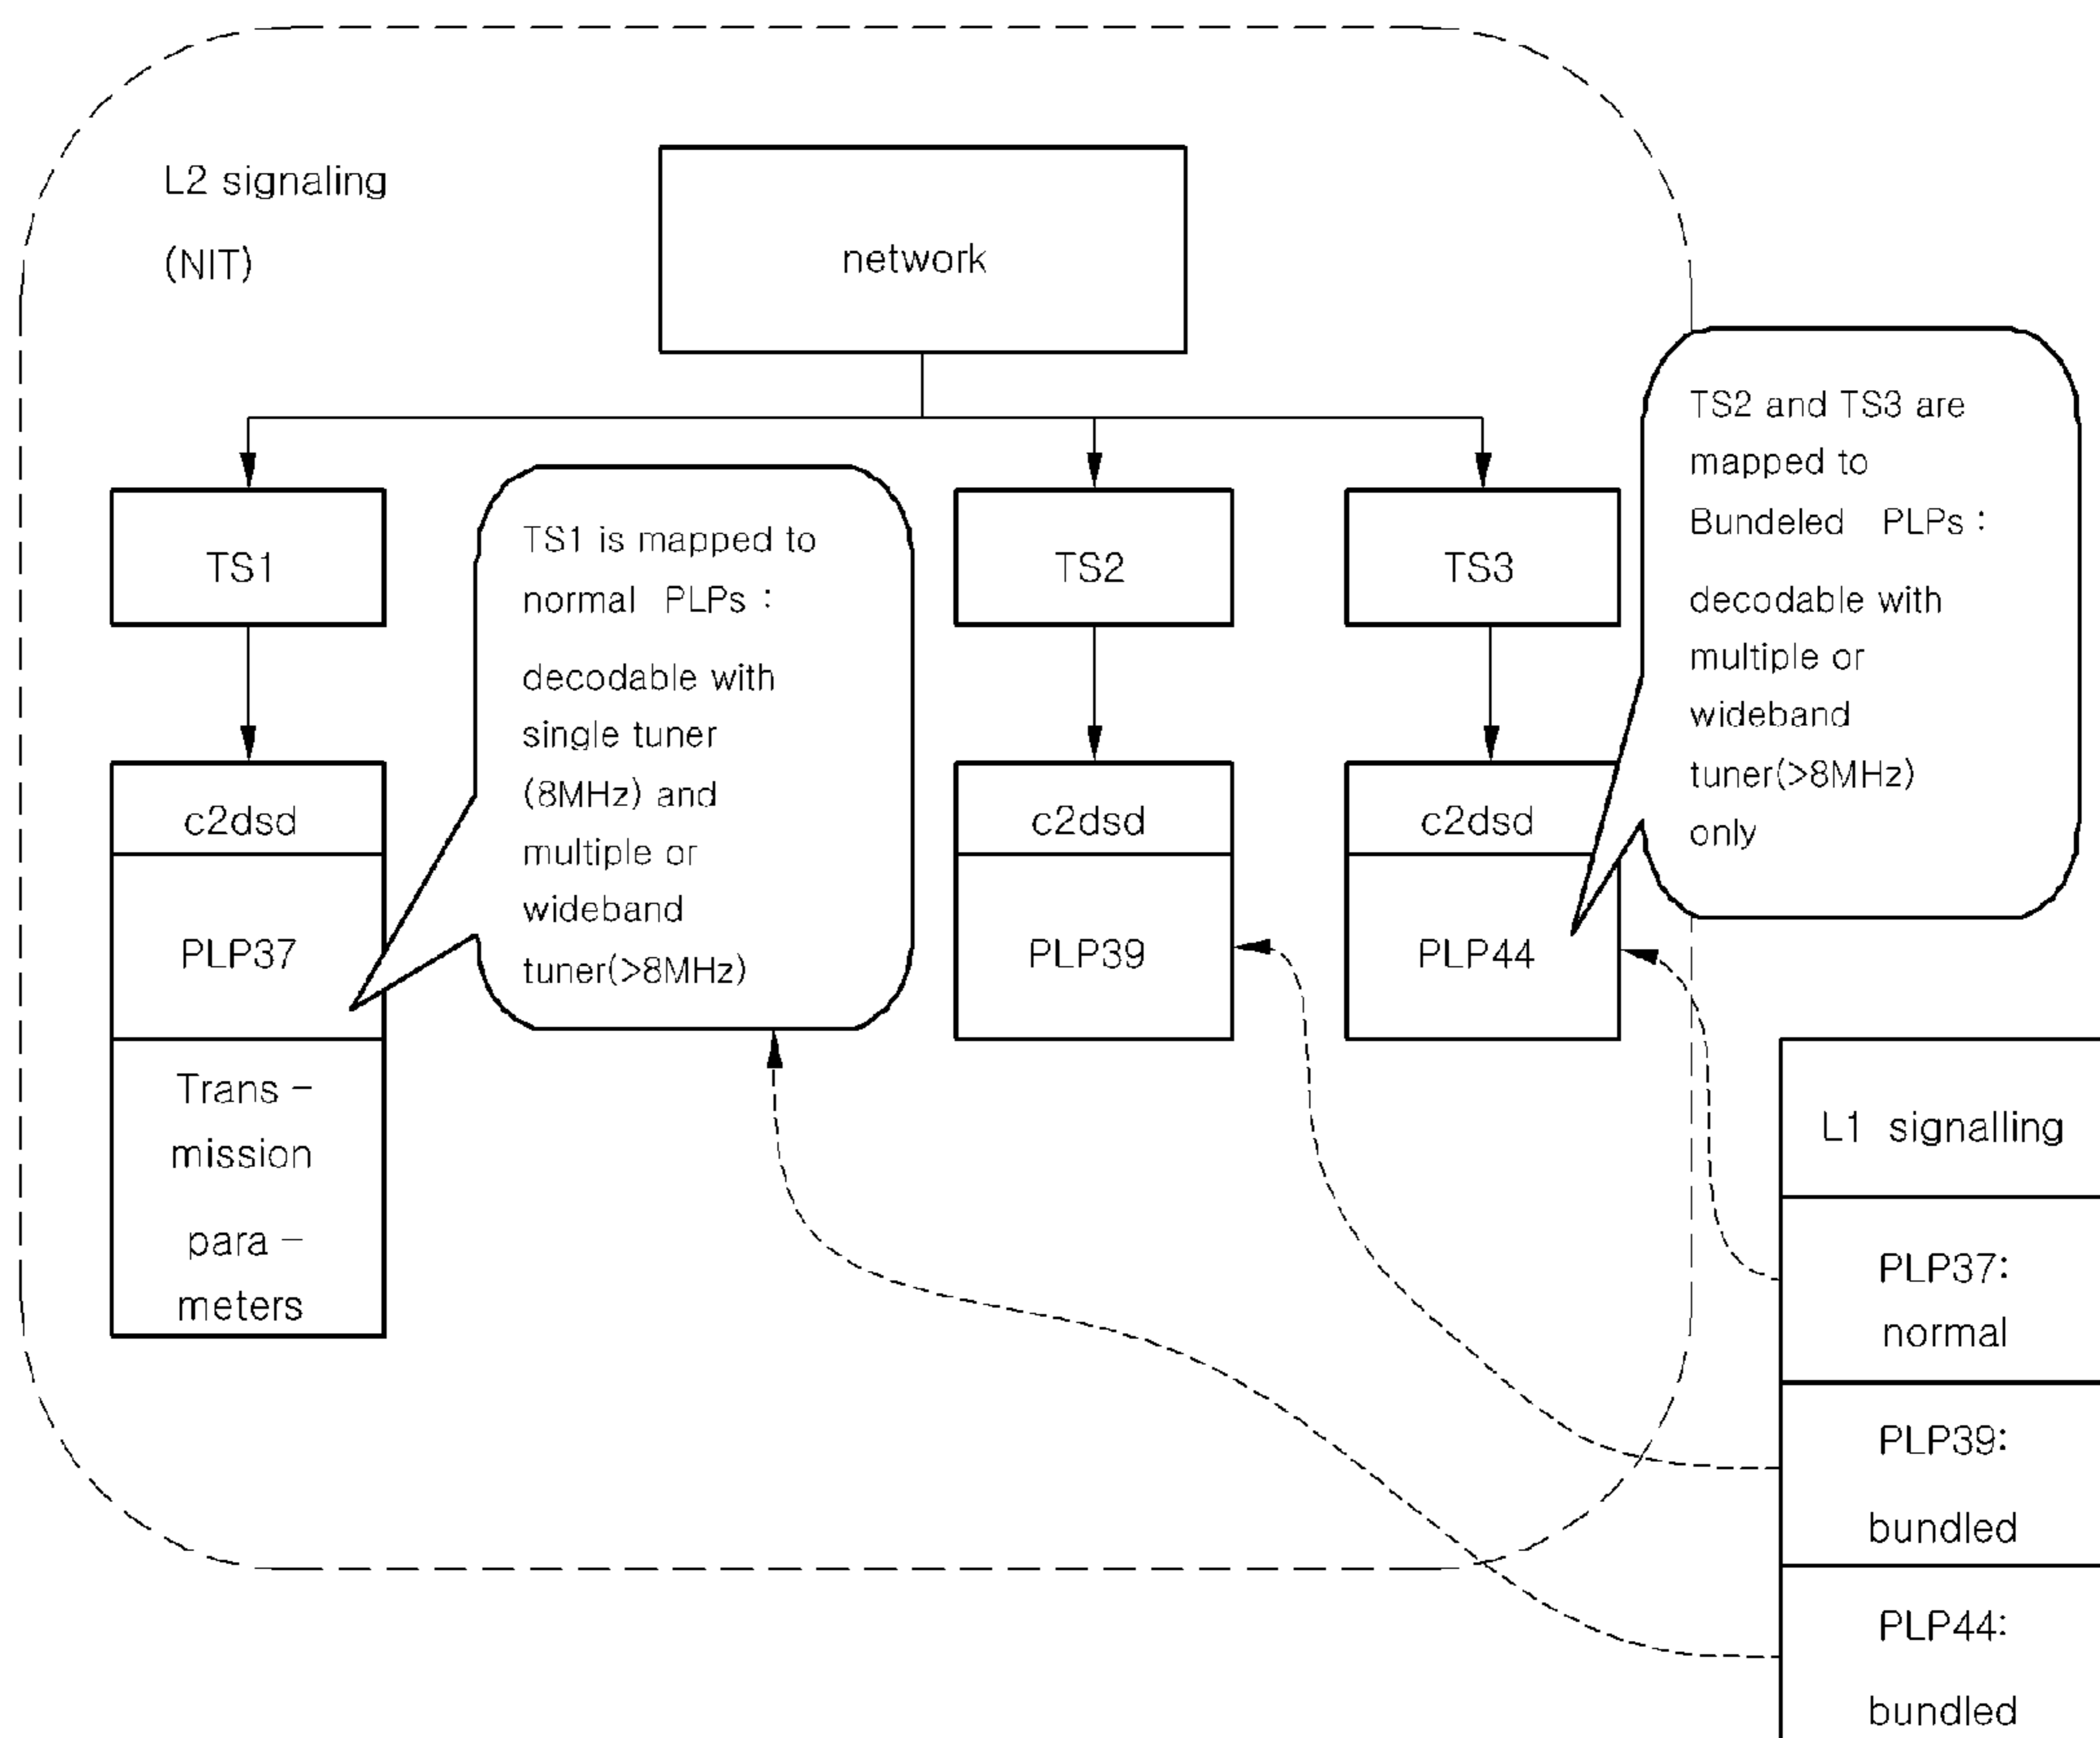 L2 signaling
(NIT)
network
TS1
TS2
TS3
TS1 is mapped to
normal PLPs :
decodable with
single tuner
(8MHz) and
multiple or
wideband
tuner(>8MHz)
TS2 and TS3 are
mapped to
Bundeled PLPs :
decodable with
multiple or
wideband
tuner(>8MHz)
only
c2dsd
PLP37
Trans -
mission
para -
meters
c2dsd
PLP39
c2dsd
PLP44
L1 signalling
PLP37:
normal
PLP39:
bundled
PLP44:
bundled